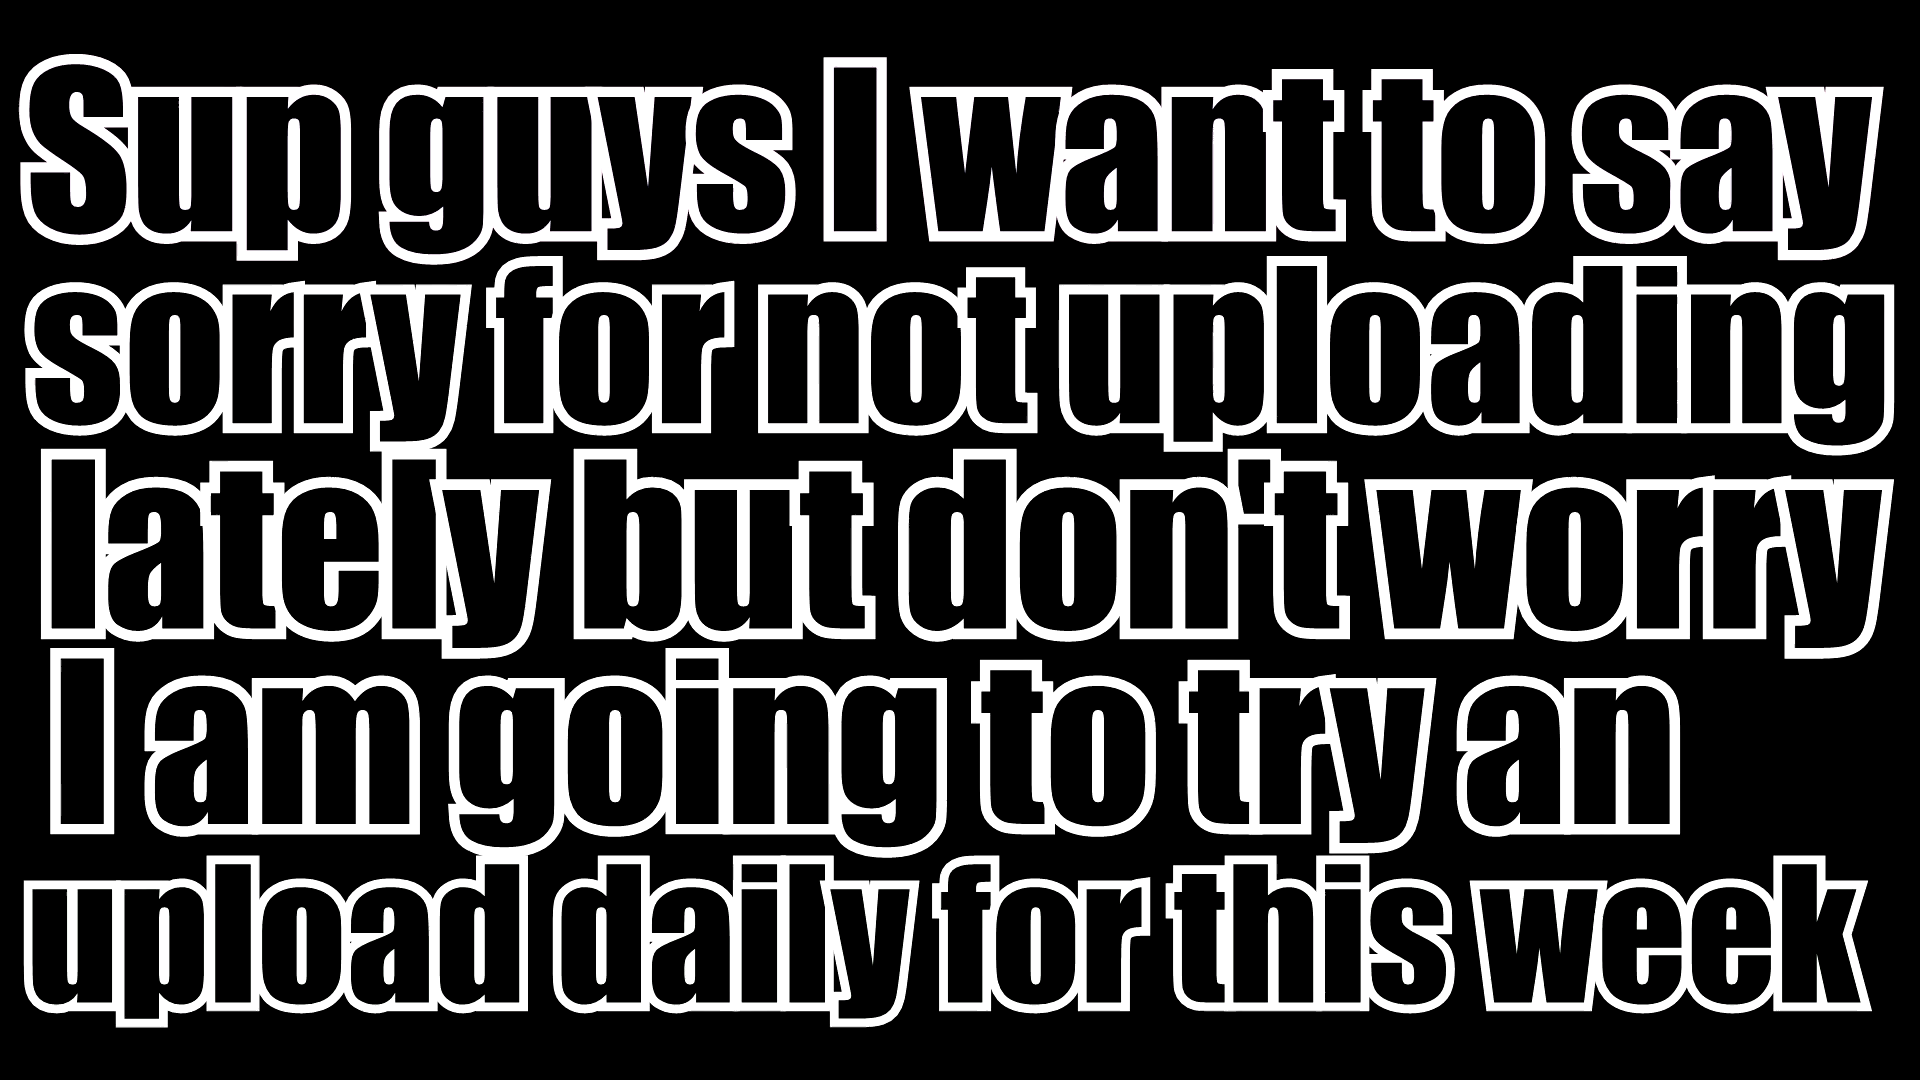 Sup guys I want to say
sorry for not uploading
lately but don't worry
I am going to try an
upload daily for this week